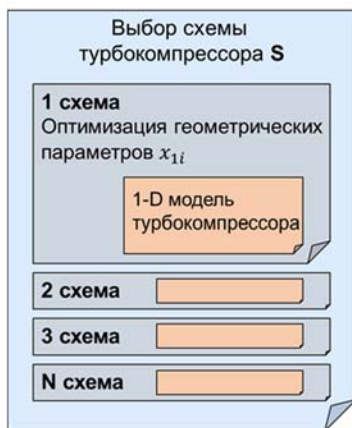 Выбор схемы
турбокомпрессора S
1 схема
Оптимизация геометрических
параметров x₁ᵢ
1-D модель
турбокомпрессора
2 схема
3 схема
N схема